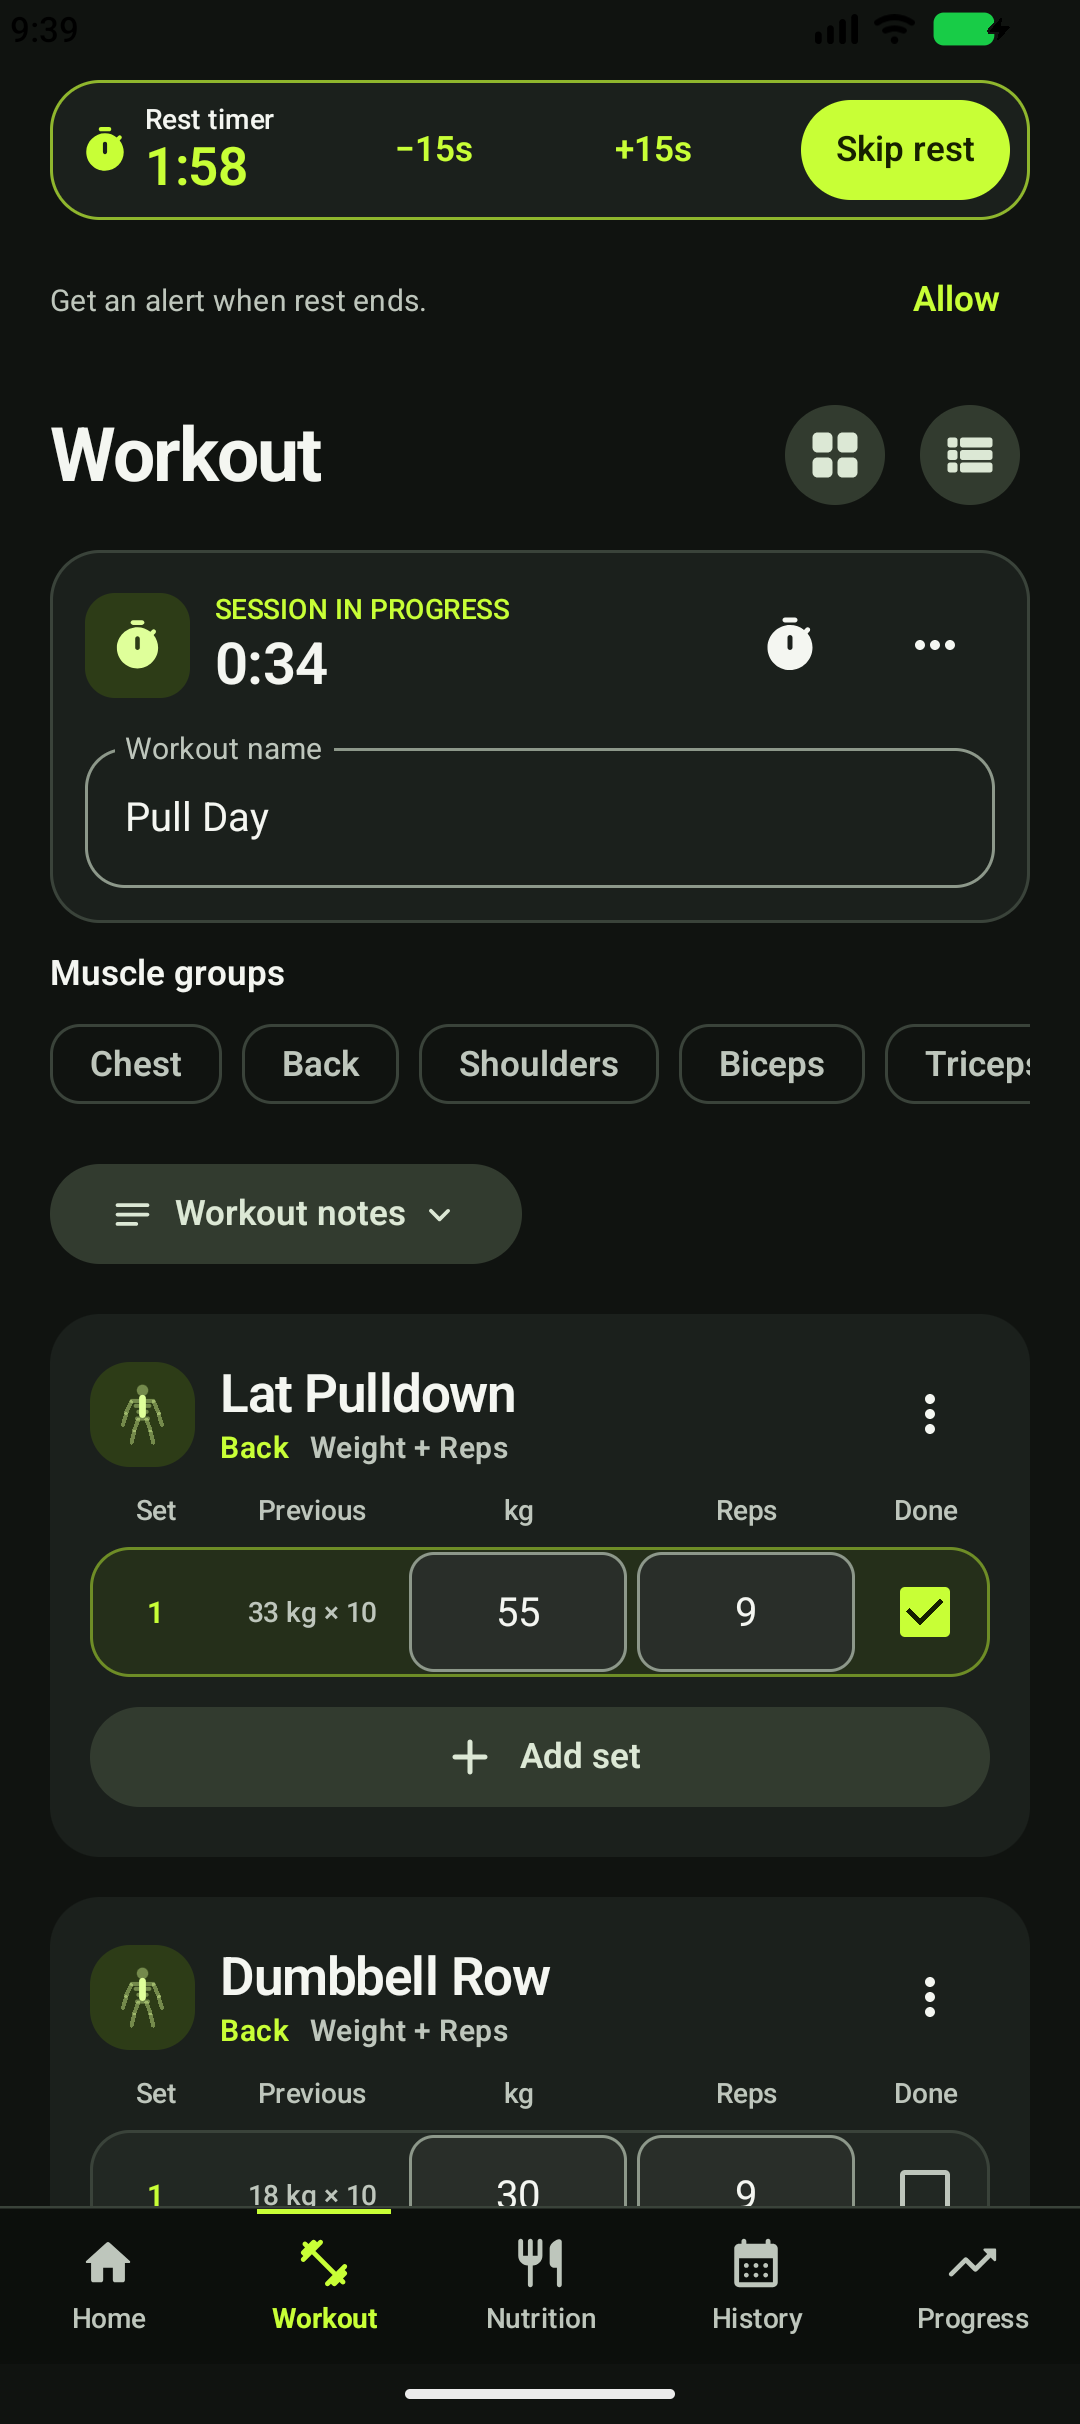 9:39
Rest timer
1:58
−15s
+15s
Skip rest
Get an alert when rest ends.
Allow
Workout
SESSION IN PROGRESS
0:34
Workout name
Pull Day
Muscle groups
Chest
Back
Shoulders
Biceps
Triceps
Workout notes
Lat Pulldown
Back Weight + Reps
Set Previous kg Reps Done
1 33 kg × 10 55 9
Add set
Dumbbell Row
Back Weight + Reps
Set Previous kg Reps Done
1 18 kg × 10 30 9
Home
Workout
Nutrition
History
Progress